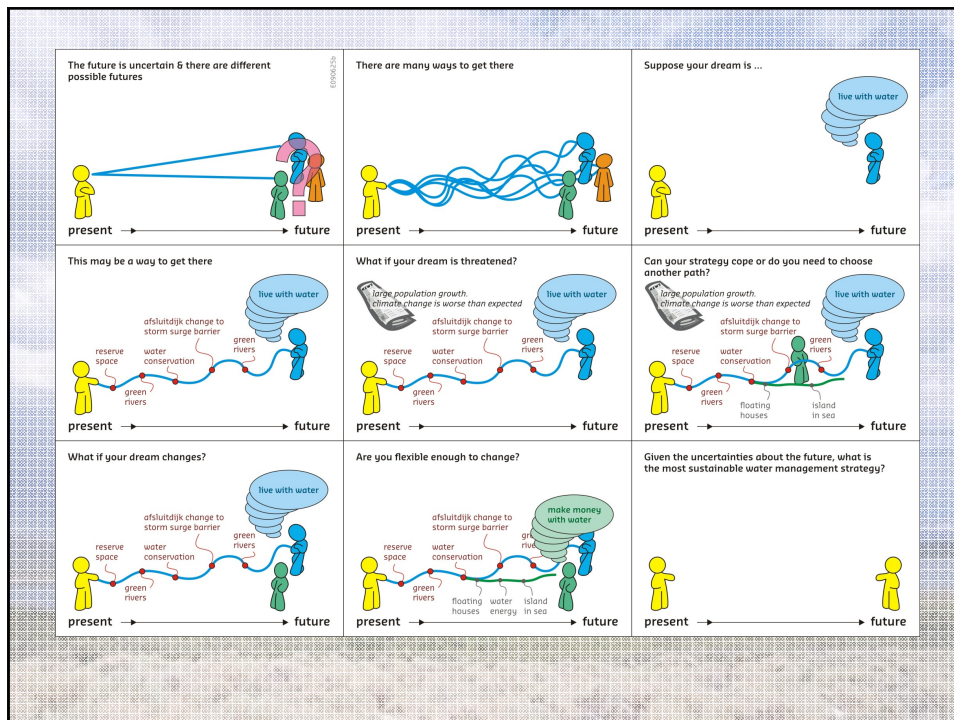 The future is uncertain & there are different
possible futures
E090625b
present
future
There are many ways to get there
present
future
Suppose your dream is ...
live with water
present
future
This may be a way to get there
live with water
afsluitdijk change to
storm surge barrier
reserve
space
water
conservation
green
rivers
green
rivers
present
future
What if your dream is threatened?
large population growth.
climate change is worse than expected
live with water
afsluitdijk change to
storm surge barrier
reserve
space
water
conservation
green
rivers
green
rivers
present
future
Can your strategy cope or do you need to choose
another path?
large population growth.
climate change is worse than expected
live with water
afsluitdijk change to
storm surge barrier
reserve
space
water
conservation
green
rivers
green
rivers
floating
houses
island
in sea
present
future
What if your dream changes?
live with water
afsluitdijk change to
storm surge barrier
reserve
space
water
conservation
green
rivers
green
rivers
present
future
Are you flexible enough to change?
make money
with water
afsluitdijk change to
storm surge barrier
reserve
space
water
conservation
green
rivers
floating
houses
water
energy
island
in sea
present
future
Given the uncertainties about the future, what is
the most sustainable water management strategy?
present
future